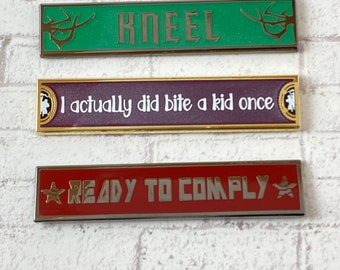 KNEEL
I actually did bite a kid once
READY TO COMPLY